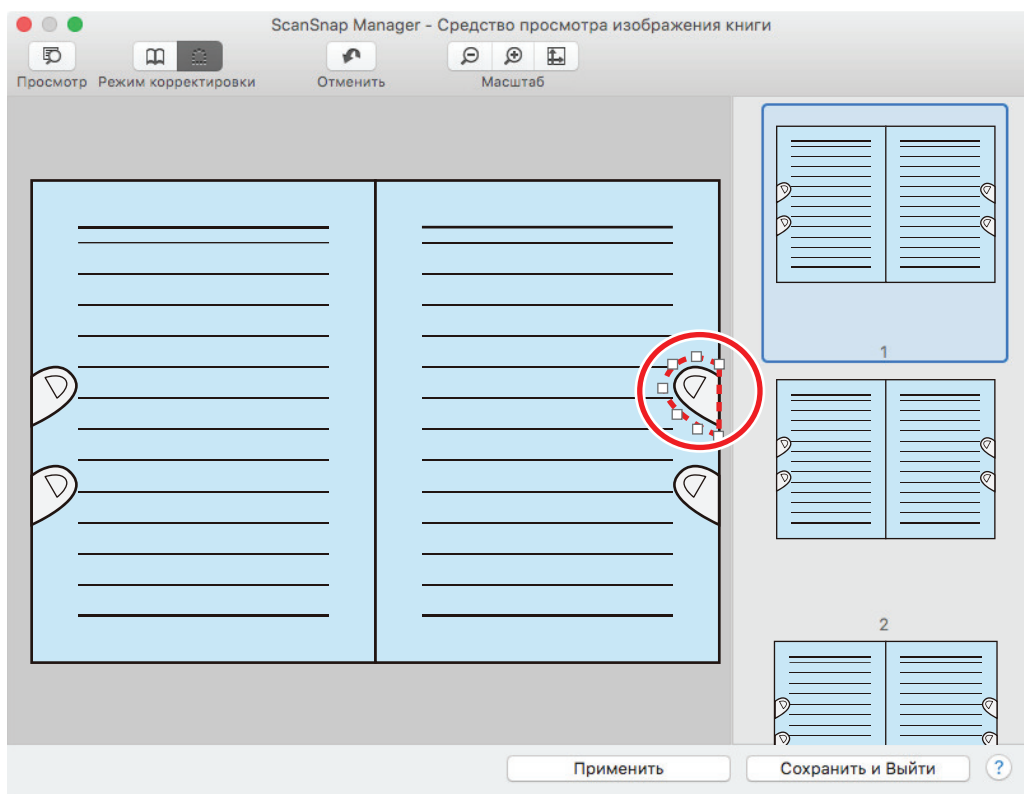 ScanSnap Manager - Средство просмотра изображения книги
Просмотр Режим корректировки Отменить Масштаб
1
2
Применить Сохранить и Выйти ?